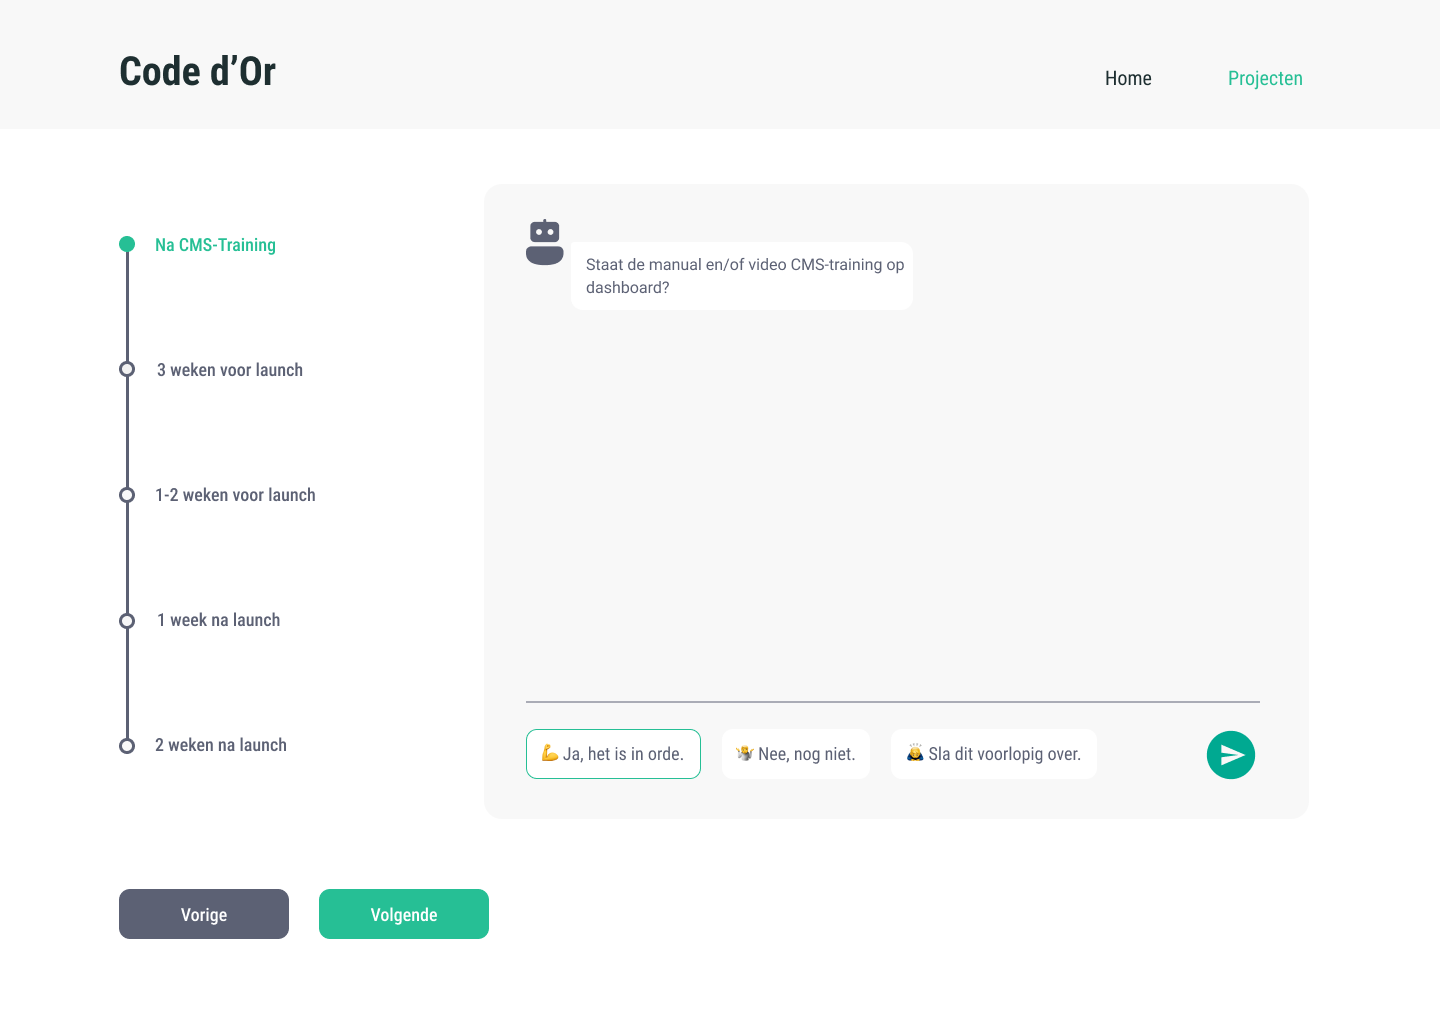 Code d’Or
Home
Projecten
Na CMS-Training
3 weken voor launch
1-2 weken voor launch
1 week na launch
2 weken na launch
Staat de manual en/of video CMS-training op
dashboard?
💪 Ja, het is in orde.
🤷 Nee, nog niet.
🙇 Sla dit voorlopig over.
Vorige
Volgende